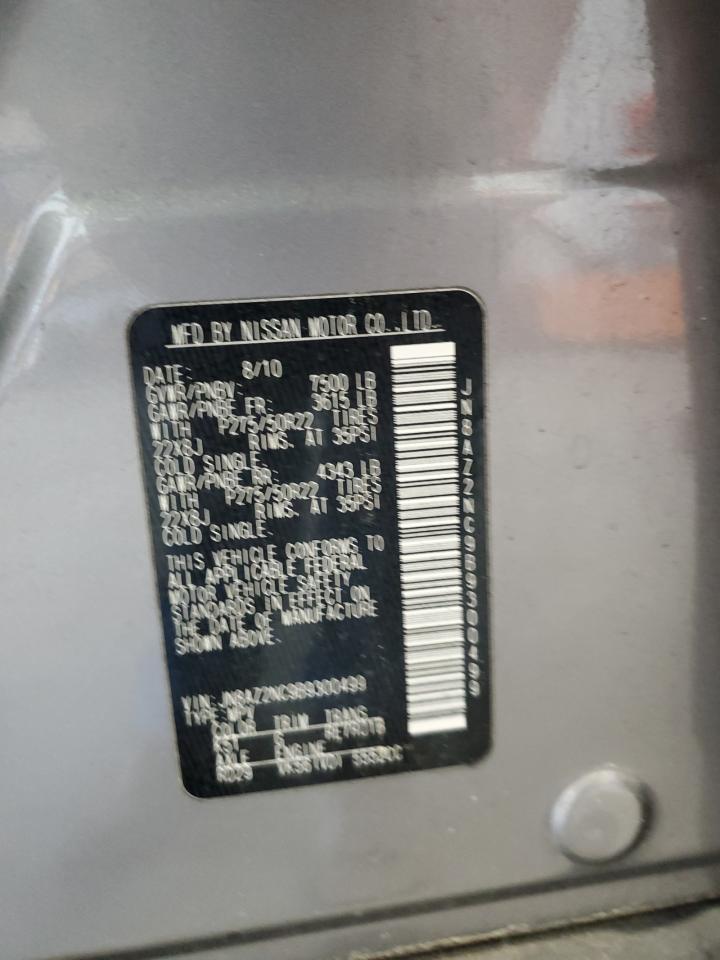 MFD BY NISSAN MOTOR CO.,LTD.
DATE: 8/10
GVWR/PNBV: 7500 LB
GAWR/PNBE FR: 3615 LB
WITH P275/50R22 TIRES
22X8J RIMS, AT 35PSI
COLD SINGLE.
GAWR/PNBE RR: 4343 LB
WITH P275/50R22 TIRES
22X8J RIMS, AT 35PSI
COLD SINGLE.
THIS VEHICLE CONFORMS TO
ALL APPLICABLE FEDERAL
MOTOR VEHICLE SAFETY
STANDARDS IN EFFECT ON
THE DATE OF MANUFACTURE
SHOWN ABOVE.
VIN: JN8AZ2NC9B9300499
TYPE: MPV
COLOR TRIM TRANS
AXLE ENGINE
JN8AZ2NC9B9300499